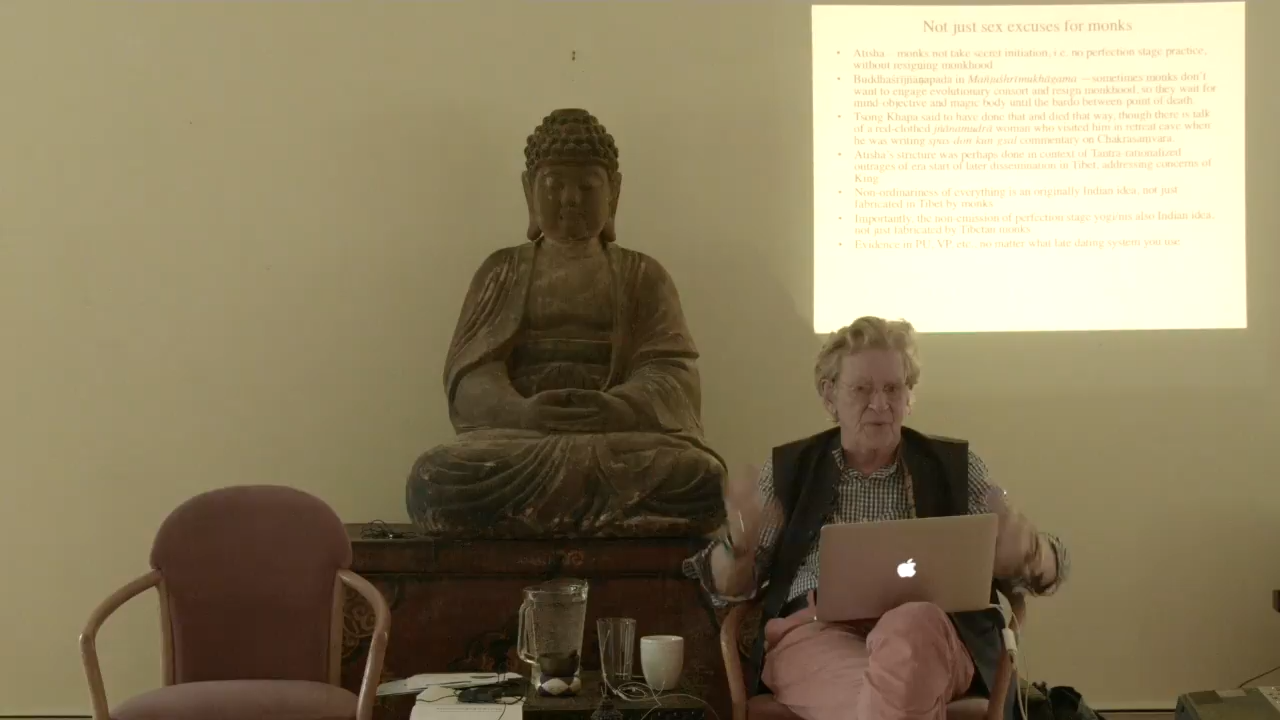 Not just sex excuses for monks
• Atisha – monks not take secret initiation, i.e. no perfection stage practice,
without resigning monkhood
• Buddhaśrijñanapada in Mañjuśhrimukhāgama —sometimes monks don't
want to engage evolutionary consort and resign monkhood, so they wait for
mind objective and magic body until the bardo between point of death
• Tsong Khapa said to have done that and died that way, though there is talk
of a red-clothed jñānamudrā woman who visited him in retreat cave when
he was writing don kun gsal commentary on Chakrasamvara
• Atisha's stricture was perhaps done in context of Tantra-rationalized
outrages of era-start of later dissemination in Tibet, addressing concerns of
King
• Non-ordinariness of everything is an originally Indian idea, not just
fabricated in Tibet by monks
• Importantly, the non-emission of perfection stage yoga is also Indian idea,
not just fabricated by Tibetan monks
• Evidence in PU, VP, etc., no matter what late dating system you use